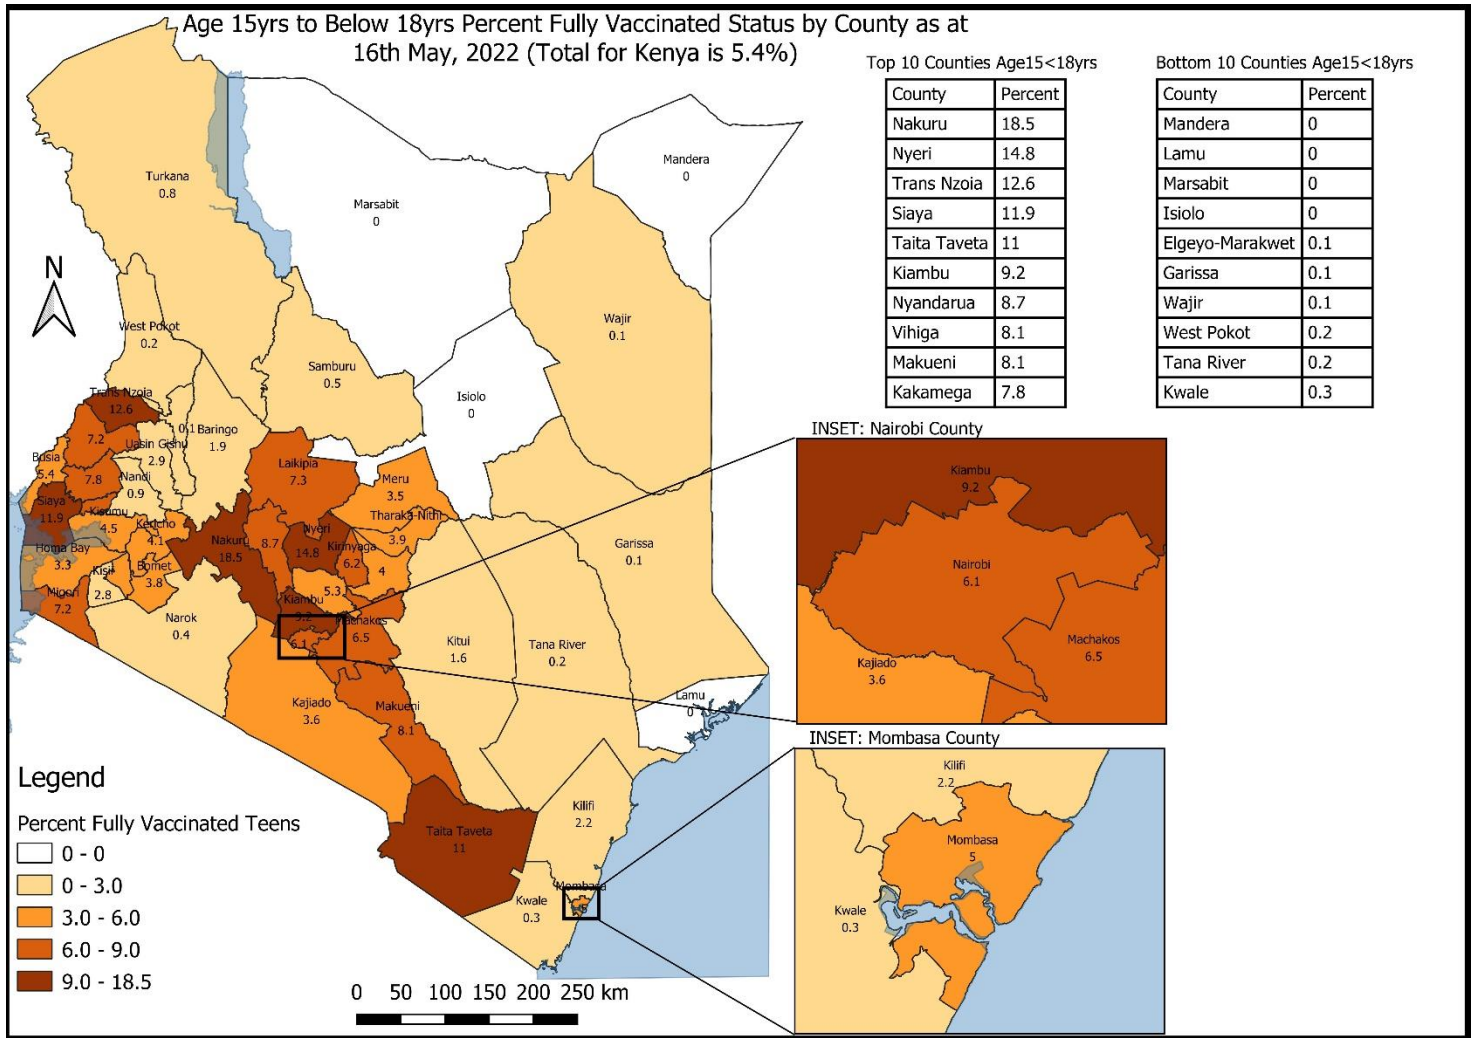 Age 15yrs to Below 18yrs Percent Fully Vaccinated Status by County as at
16th May, 2022 (Total for Kenya is 5.4%)
Top 10 Counties Age15<18yrs
County Percent
Nakuru 18.5
Nyeri 14.8
Trans Nzoia 12.6
Siaya 11.9
Taita Taveta 11
Kiambu 9.2
Nyandarua 8.7
Vihiga 8.1
Makueni 8.1
Kakamega 7.8
Bottom 10 Counties Age15<18yrs
County Percent
Mandera 0
Lamu 0
Marsabit 0
Isiolo 0
Elgeyo-Marakwet 0.1
Garissa 0.1
Wajir 0.1
West Pokot 0.2
Tana River 0.2
Kwale 0.3
N
Turkana
0.8
Marsabit
0
Mandera
0
West Pokot
0.2
Samburu
0.5
Wajir
0.1
Isiolo
0
Trans Nzoia
12.6
7.2
0.1
Baringo
1.9
Uasin Gishu
2.9
Busia
5.4
7.8
Nandi
0.9
Laikipia
7.3
Meru
3.5
Siaya
11.9
Kisumu
4.5
Kericho
4.1
Tharaka-Nithi
3.9
Nakuru
18.5
8.7
Nyeri
14.8
Kirinyaga
6.2
4
Homa Bay
3.3
Kisii
2.8
1
Bomet
3.8
5.3
Garissa
0.1
Migori
7.2
Narok
0.4
Kiambu
9.2
6.1
Machakos
6.5
Kitui
1.6
Tana River
0.2
Kajiado
3.6
Makueni
8.1
Lamu
0
Taita Taveta
11
Kilifi
2.2
Mombasa
5
Kwale
0.3
INSET: Nairobi County
Kiambu
9.2
Nairobi
6.1
Machakos
6.5
Kajiado
3.6
INSET: Mombasa County
Kilifi
2.2
Mombasa
5
Kwale
0.3
Legend
Percent Fully Vaccinated Teens
0 - 0
0 - 3.0
3.0 - 6.0
6.0 - 9.0
9.0 - 18.5
0 50 100 150 200 250 km